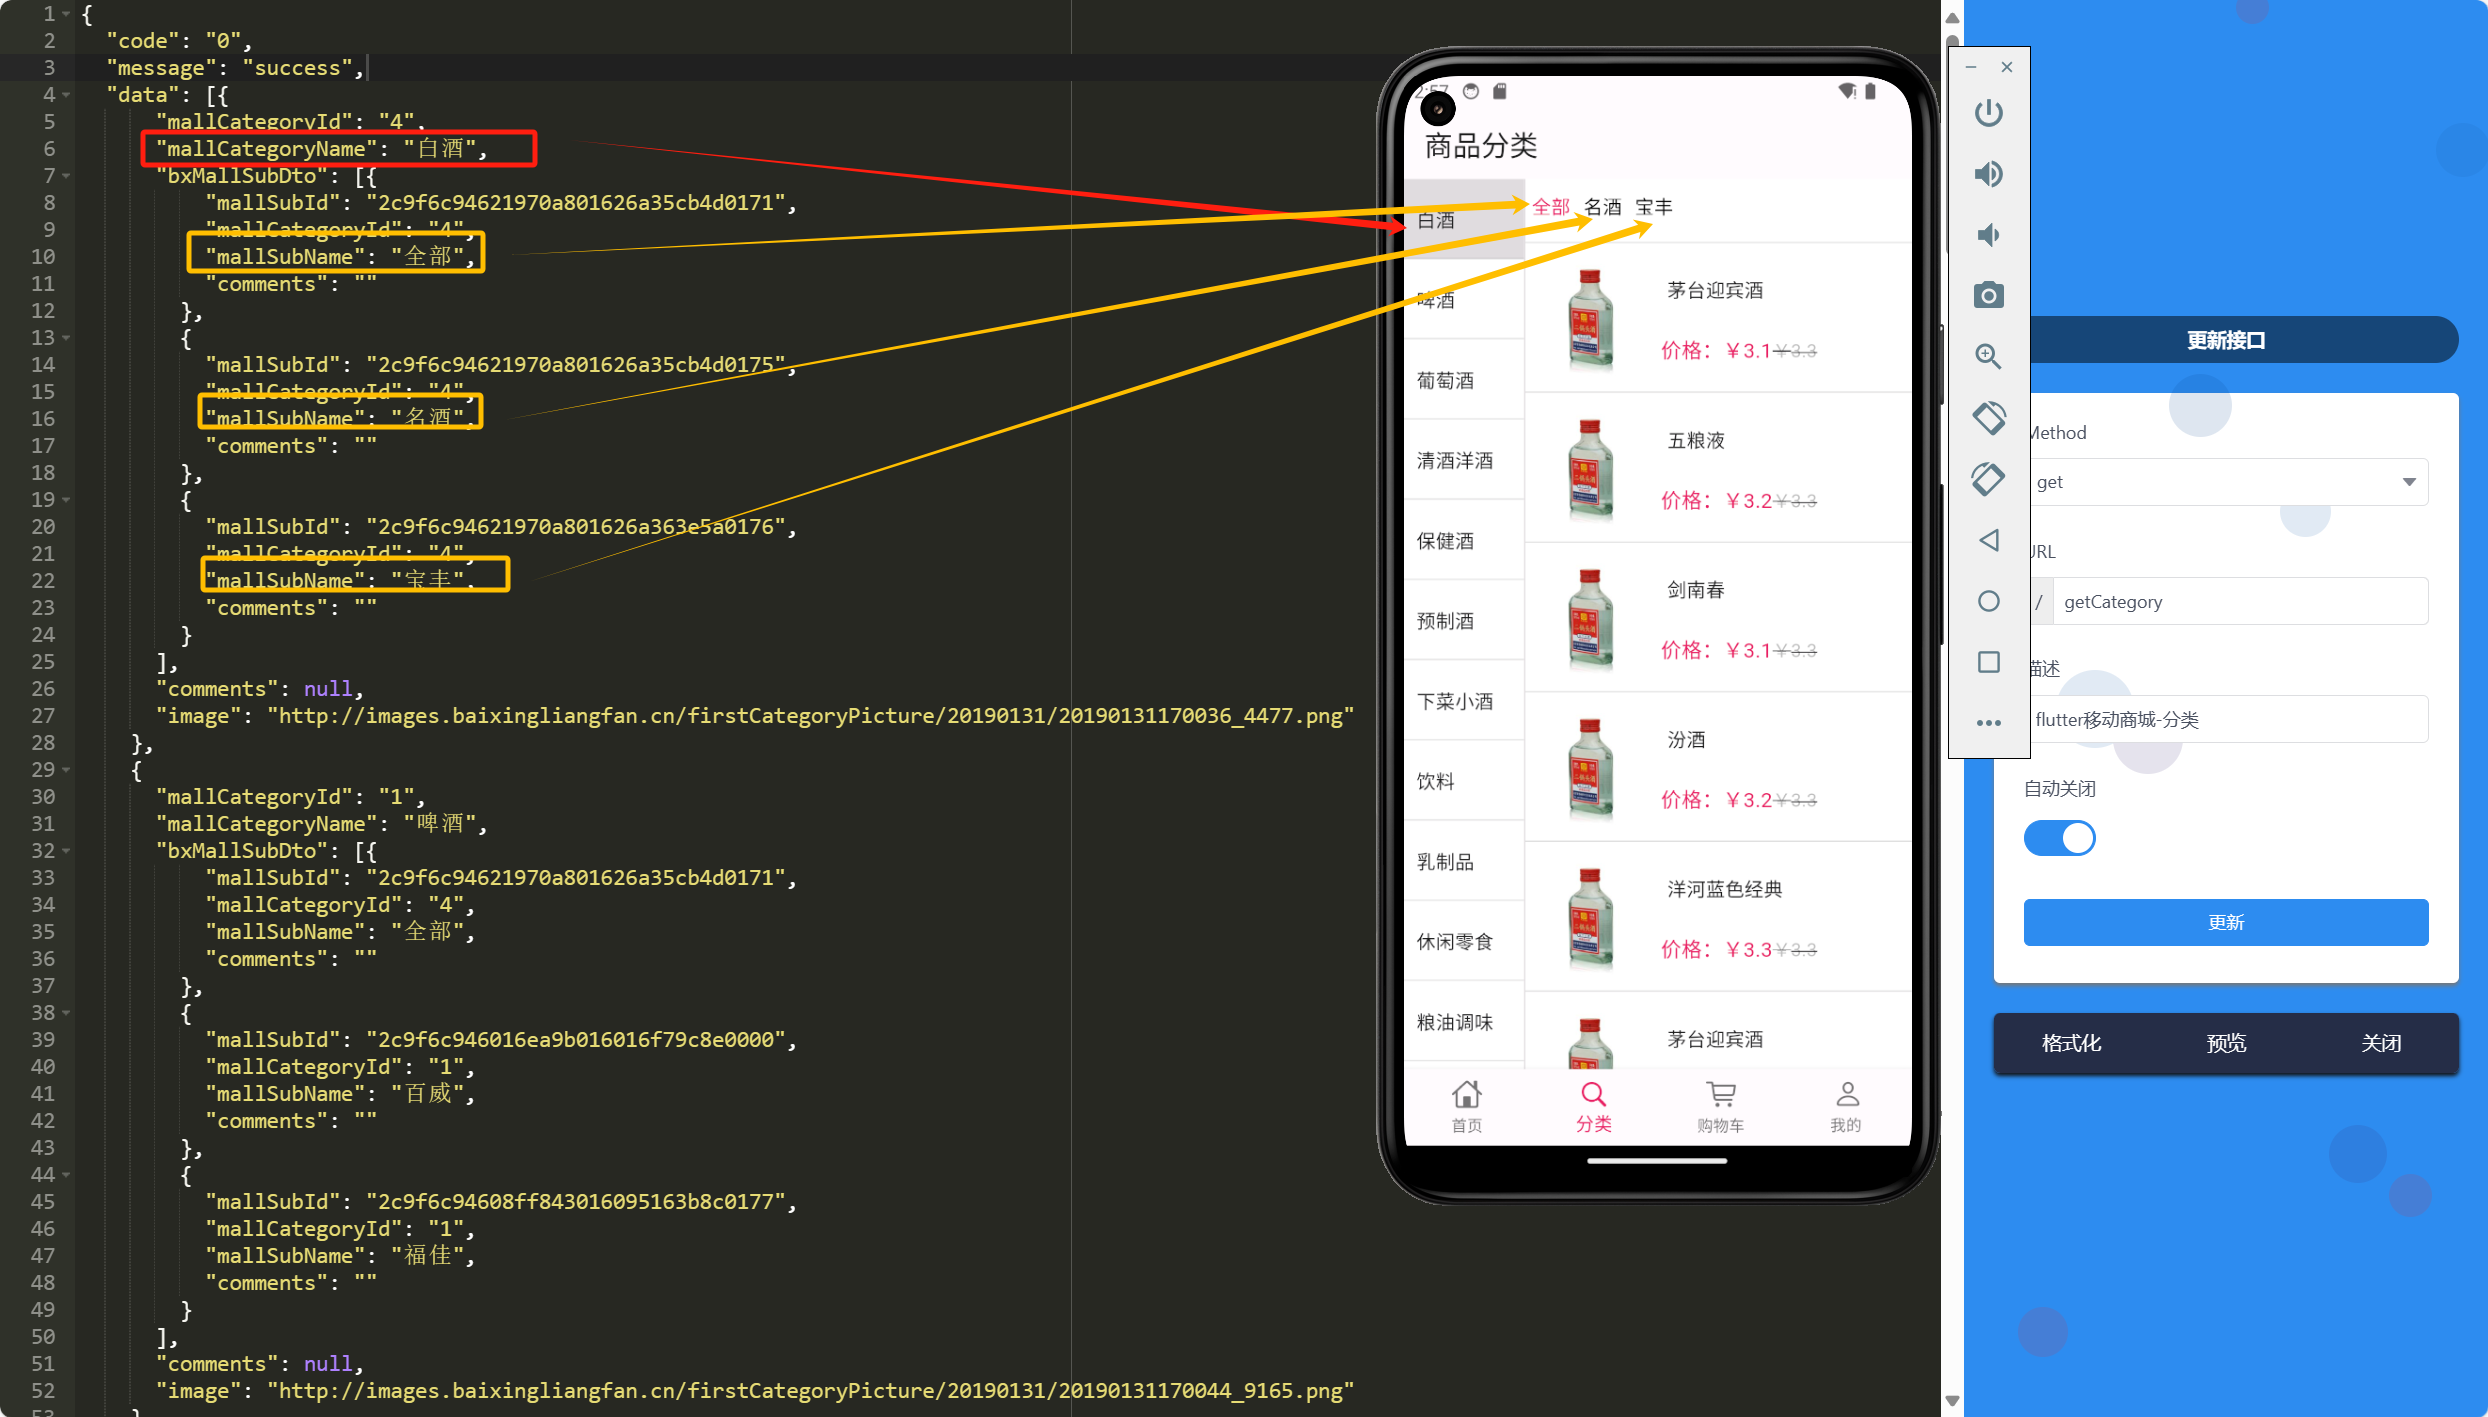 1 {
2 "code": "0",
3 "message": "success",
4 "data": [{
5 "mallCategoryId": "4",
6 "mallCategoryName": "白酒",
7 "bxMallSubDto": [{
8 "mallSubId": "2c9f6c94621970a801626a35cb4d0171",
9 "mallCategoryId": "4",
10 "mallSubName": "全部",
11 "comments": ""
12 },
13 {
14 "mallSubId": "2c9f6c94621970a801626a35cb4d0175",
15 "mallCategoryId": "4",
16 "mallSubName": "名酒",
17 "comments": ""
18 },
19 {
20 "mallSubId": "2c9f6c94621970a801626a363e5a0176",
21 "mallCategoryId": "4",
22 "mallSubName": "宝丰",
23 "comments": ""
24 }
25 ],
26 "comments": null,
27 "image": "http://images.baixingliangfan.cn/firstCategoryPicture/20190131/20190131170036_4477.png"
28 },
29 {
30 "mallCategoryId": "1",
31 "mallCategoryName": "啤酒",
32 "bxMallSubDto": [{
33 "mallSubId": "2c9f6c94621970a801626a35cb4d0171",
34 "mallCategoryId": "4",
35 "mallSubName": "全部",
36 "comments": ""
37 },
38 {
39 "mallSubId": "2c9f6c946016ea9b016016f79c8e0000",
40 "mallCategoryId": "1",
41 "mallSubName": "百威",
42 "comments": ""
43 },
44 {
45 "mallSubId": "2c9f6c94608ff843016095163b8c0177",
46 "mallCategoryId": "1",
47 "mallSubName": "福佳",
48 "comments": ""
49 }
50 ],
51 "comments": null,
52 "image": "http://images.baixingliangfan.cn/firstCategoryPicture/20190131/20190131170044_9165.png"
53 }
2:57
商品分类
白酒
啤酒
葡萄酒
清酒洋酒
保健酒
预制酒
下菜小酒
饮料
乳制品
休闲零食
粮油调味
全部 名酒 宝丰
茅台迎宾酒
价格：￥3.1￥3.3
五粮液
价格：￥3.2￥3.3
剑南春
价格：￥3.1￥3.3
汾酒
价格：￥3.2￥3.3
洋河蓝色经典
价格：￥3.3￥3.3
茅台迎宾酒
首页 分类 购物车 我的
更新接口
Method
get
URL
/ getCategory
描述
flutter移动商城-分类
自动关闭
更新
格式化 预览 关闭